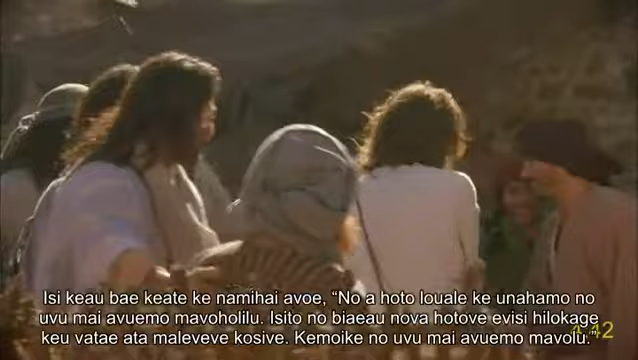 Isi keau bae keate ke namihai avoe, “No a hoto louale ke unahamo no
uvu mai avuemo mavoholilu. Isito no biaeau nova hotove evisi hilokage
keu vatae ata maleveve kosive. Kemoike no uvu mai avuemo mavolu.”
4:42